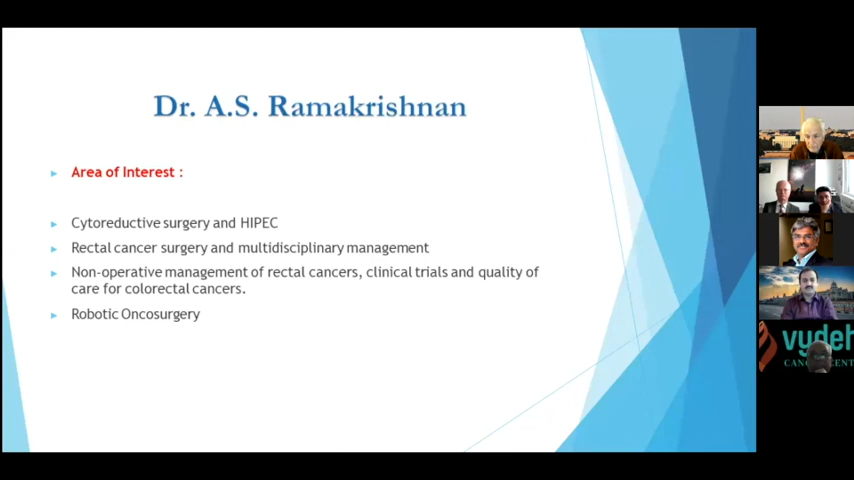 Dr. A.S. Ramakrishnan
Area of Interest :
Cytoreductive surgery and HIPEC
Rectal cancer surgery and multidisciplinary management
Non-operative management of rectal cancers, clinical trials and quality of
care for colorectal cancers.
Robotic Oncosurgery
vydeh